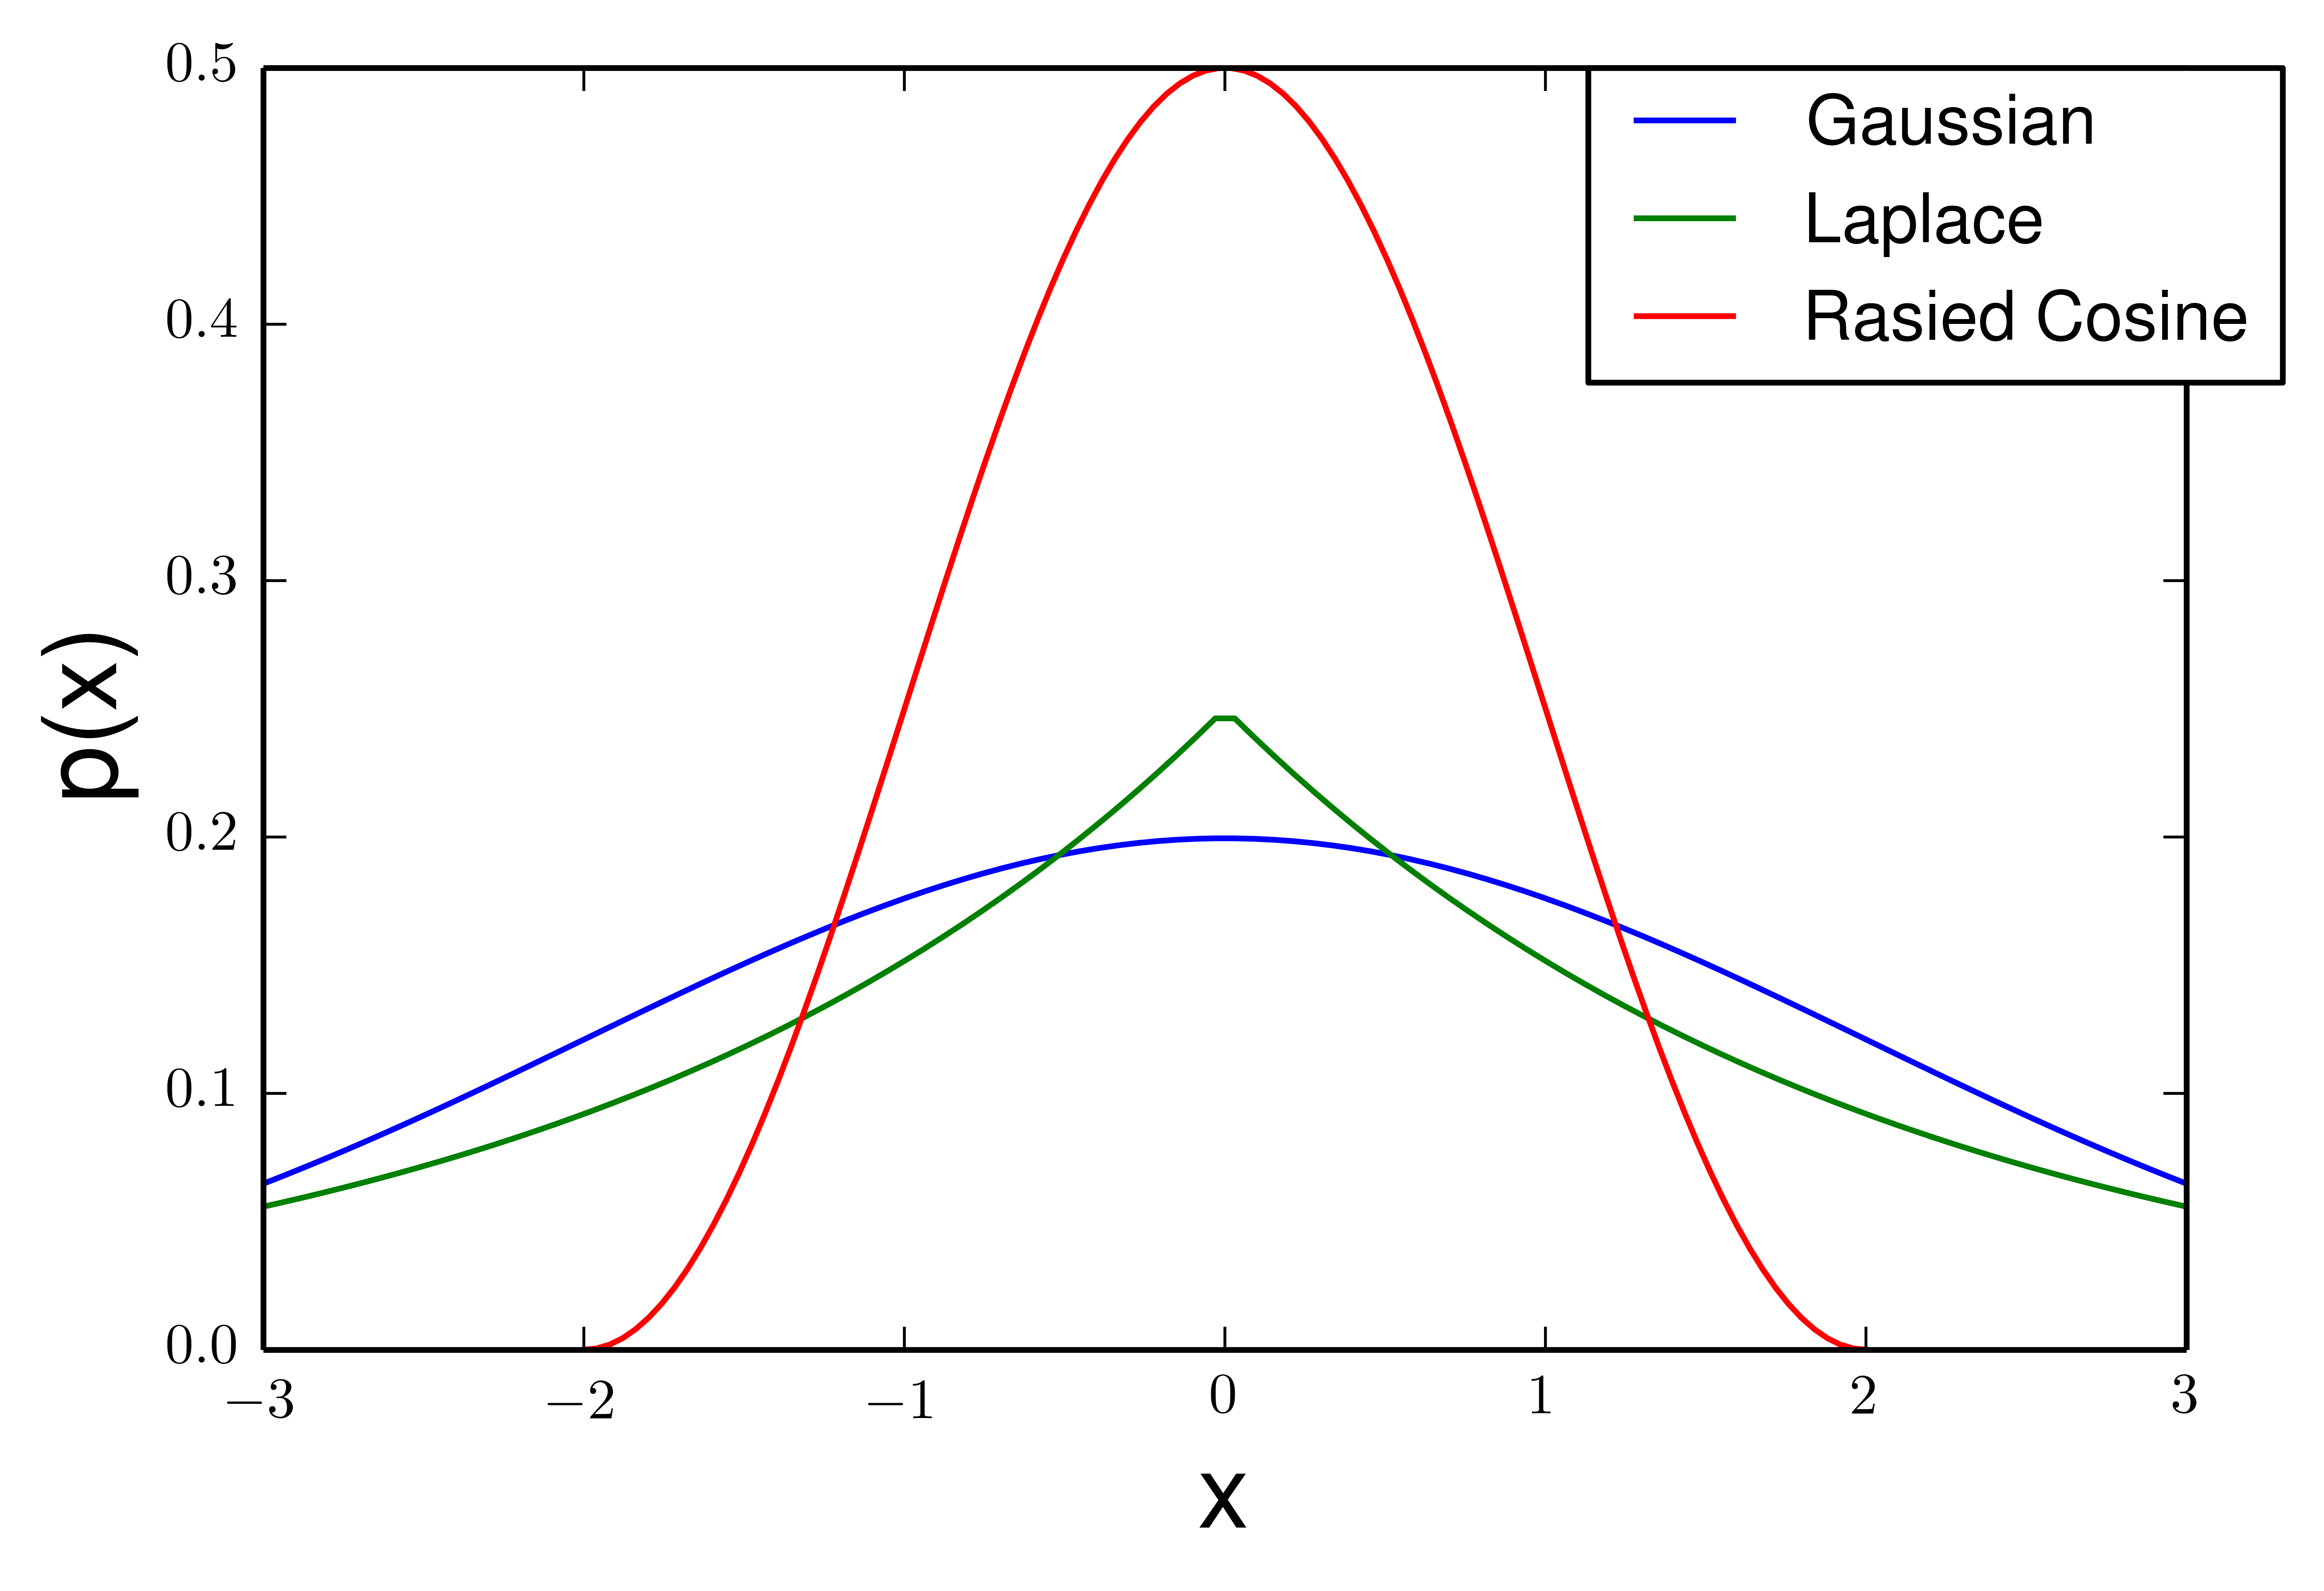 0.5
0.4
0.3
0.2
0.1
0.0
p(x)
−3 −2 −1 0 1 2 3
x
Gaussian
Laplace
Rasied Cosine